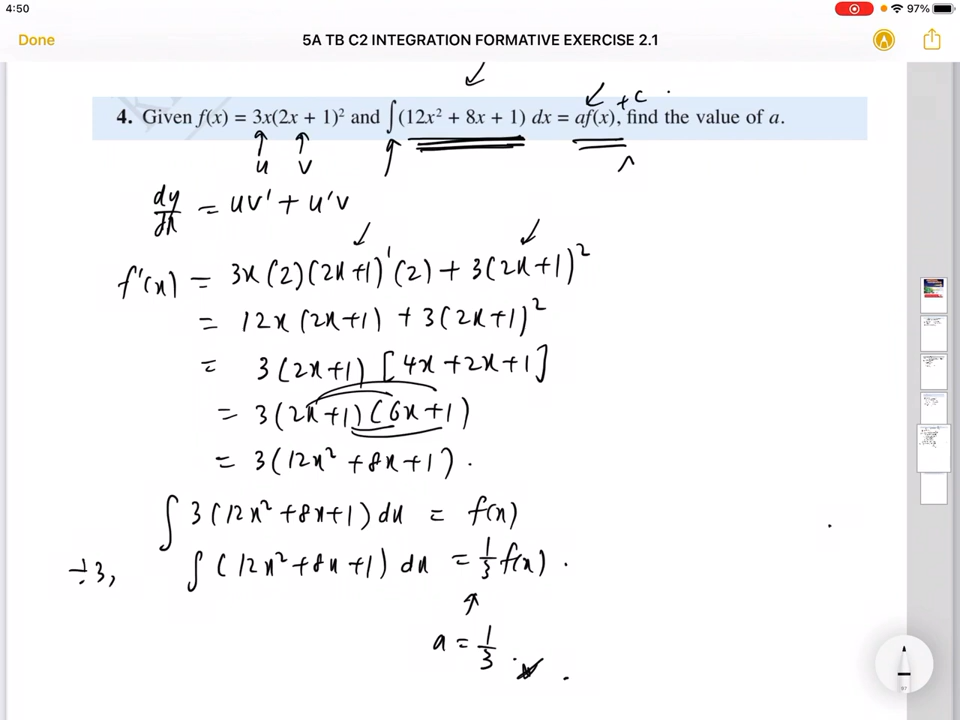 4:50
97%
Done
5A TB C2 INTEGRATION FORMATIVE EXERCISE 2.1
+ C .
4. Given f(x) = 3x(2x + 1)² and ∫(12x² + 8x + 1) dx = af(x), find the value of a.
u v
dy/dx = uv' + u'v
f'(x) = 3x(2)(2x+1)¹(2) + 3(2x+1)²
= 12x(2x+1) + 3(2x+1)²
= 3(2x+1)[4x+2x+1]
= 3(2x+1)(6x+1)
= 3(12x² + 8x + 1).
∫3(12x² + 8x + 1) dx = f(x)
÷3, ∫(12x² + 8x + 1) dx = 1/3 f(x).
a = 1/3
97